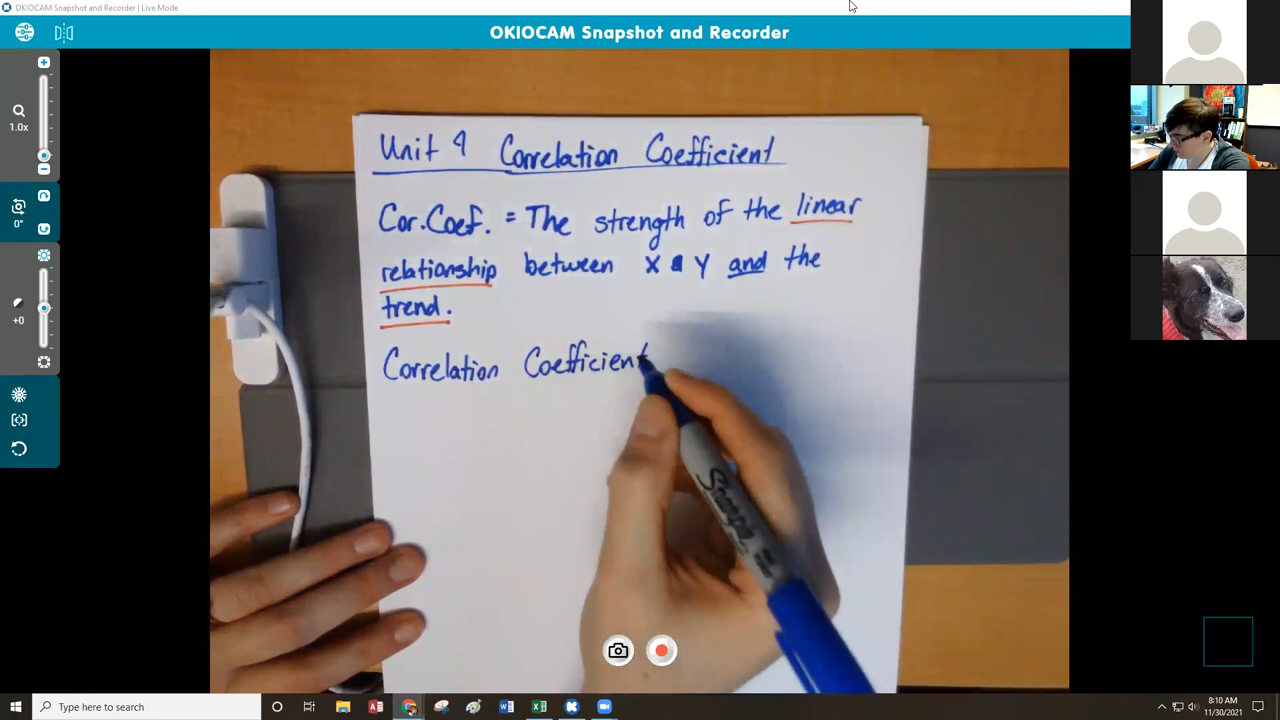 OKIOCAM Snapshot and Recorder | Live Mode
OKIOCAM Snapshot and Recorder
1.0x
0°
+0
Unit 9 Correlation Coefficient
Cor. Coef. = The strength of the linear
relationship between X & Y and the
trend.
Correlation Coefficient
Sharpie
Type here to search
8:10 AM
11/30/2021